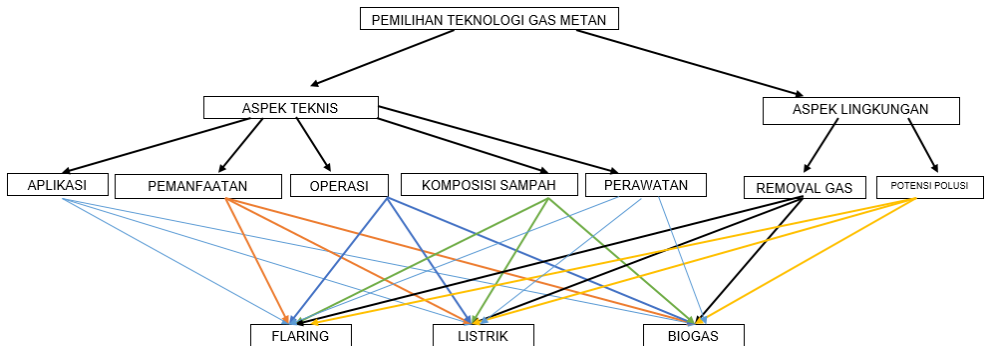 PEMILIHAN TEKNOLOGI GAS METAN
ASPEK TEKNIS
ASPEK LINGKUNGAN
APLIKASI
PEMANFAATAN
OPERASI
KOMPOSISI SAMPAH
PERAWATAN
REMOVAL GAS
POTENSI POLUSI
FLARING
LISTRIK
BIOGAS